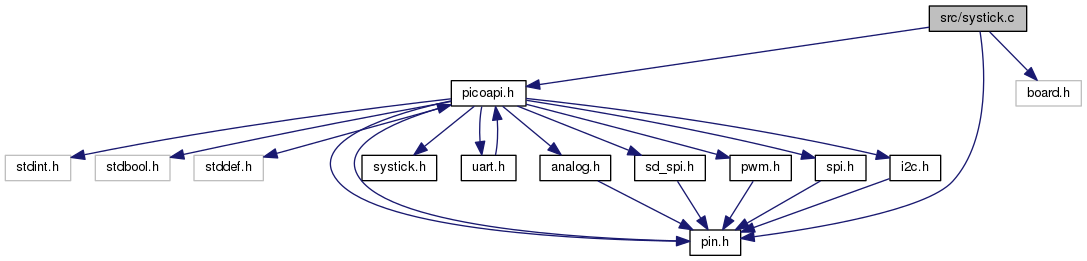 src/systick.c
picoapi.h
board.h
stdint.h
stdbool.h
stddef.h
systick.h
uart.h
analog.h
sd_spi.h
pwm.h
spi.h
i2c.h
pin.h